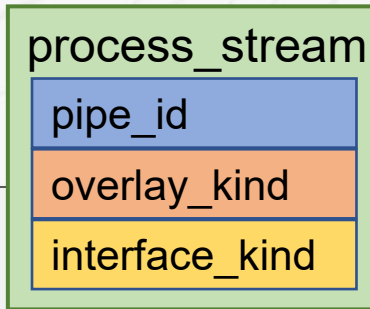 process_stream
pipe_id
overlay_kind
interface_kind